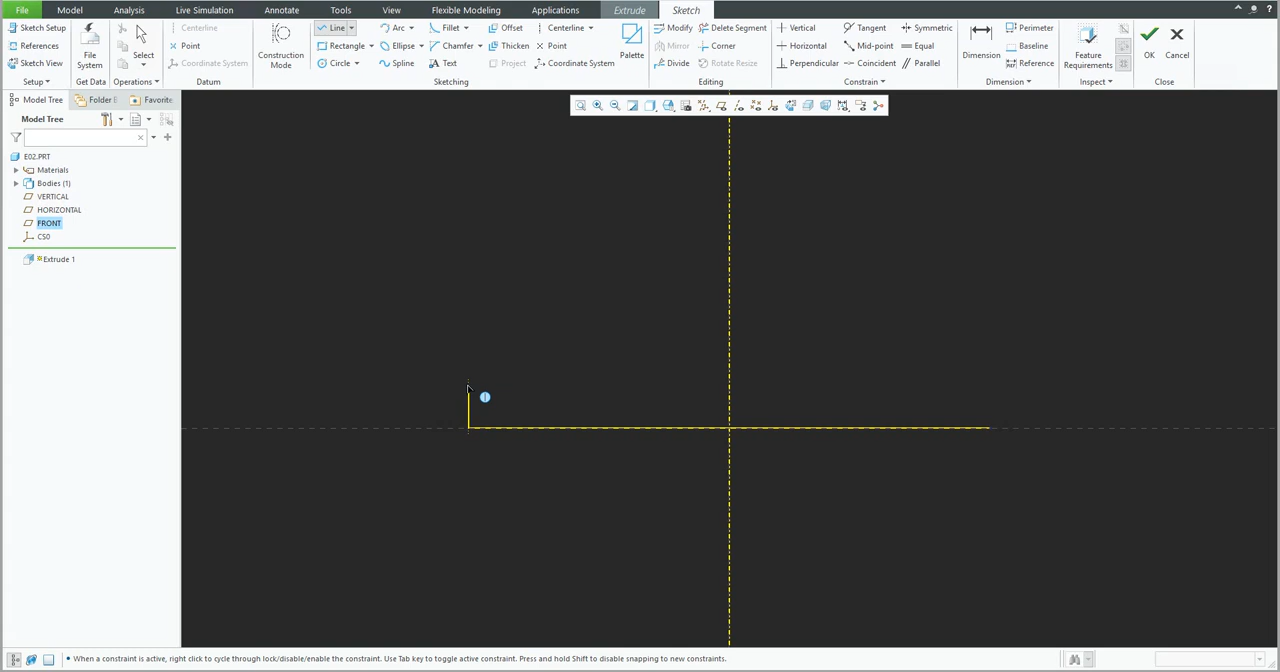 File Model Analysis Live Simulation Annotate Tools View Flexible Modeling Applications Extrude Sketch
Sketch Setup
References
Sketch View
Setup
File System
Get Data
Select
Operations
Centerline
Point
Coordinate System
Datum
Construction Mode
Line Arc Fillet Offset Centerline
Rectangle Ellipse Chamfer Thicken Point
Circle Spline Text Project Coordinate System
Palette
Sketching
Modify Delete Segment
Mirror Corner
Divide Rotate Resize
Editing
Vertical Tangent Symmetric
Horizontal Mid-point Equal
Perpendicular Coincident Parallel
Constrain
Dimension
Perimeter
Baseline
Reference
Dimension
Feature Requirements
Inspect
OK Cancel
Close
Model Tree Folder Favorite
Model Tree
E02.PRT
Materials
Bodies (1)
VERTICAL
HORIZONTAL
FRONT
CS0
Extrude 1
• When a constraint is active, right click to cycle through lock/disable/enable the constraint. Use Tab key to toggle active constraint. Press and hold Shift to disable snapping to new constraints.